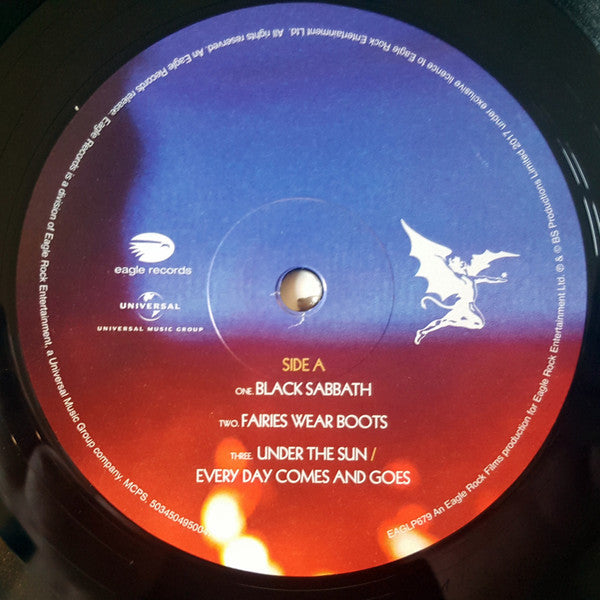 eagle records
UNIVERSAL
UNIVERSAL MUSIC GROUP
SIDE A
ONE. BLACK SABBATH
TWO. FAIRIES WEAR BOOTS
THREE. UNDER THE SUN /
EVERY DAY COMES AND GOES
EAGLP679 An Eagle Rock Films production for Eagle Rock Entertainment Ltd. ℗ & © BS Productions Limited 2017 under exclusive licence to Eagle Rock Entertainment Ltd. All rights reserved. An Eagle Records release. Eagle Records is a division of Eagle Rock Entertainment, a Universal Music Group company. MCPS.